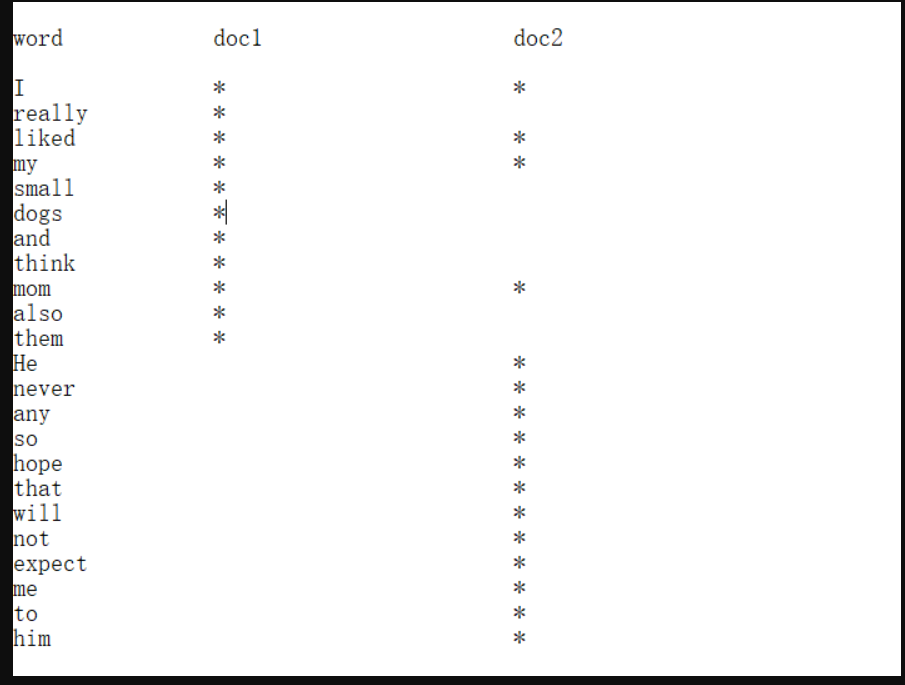 word doc1 doc2
I * *
really *
liked * *
my * *
small *
dogs *
and *
think *
mom * *
also *
them *
He *
never *
any *
so *
hope *
that *
will *
not *
expect *
me *
to *
him *